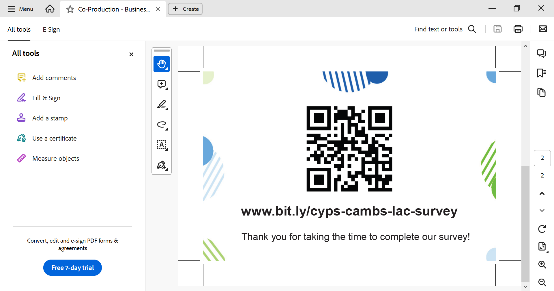 Menu
Co-Production - Busines...
Create
All tools
E-Sign
Find text or tools
All tools
Add comments
Fill & Sign
Add a stamp
Use a certificate
Measure objects
Convert, edit and e-sign PDF forms &
agreements
Free 7-day trial
www.bit.ly/cyps-cambs-lac-survey
Thank you for taking the time to complete our survey!
2
2